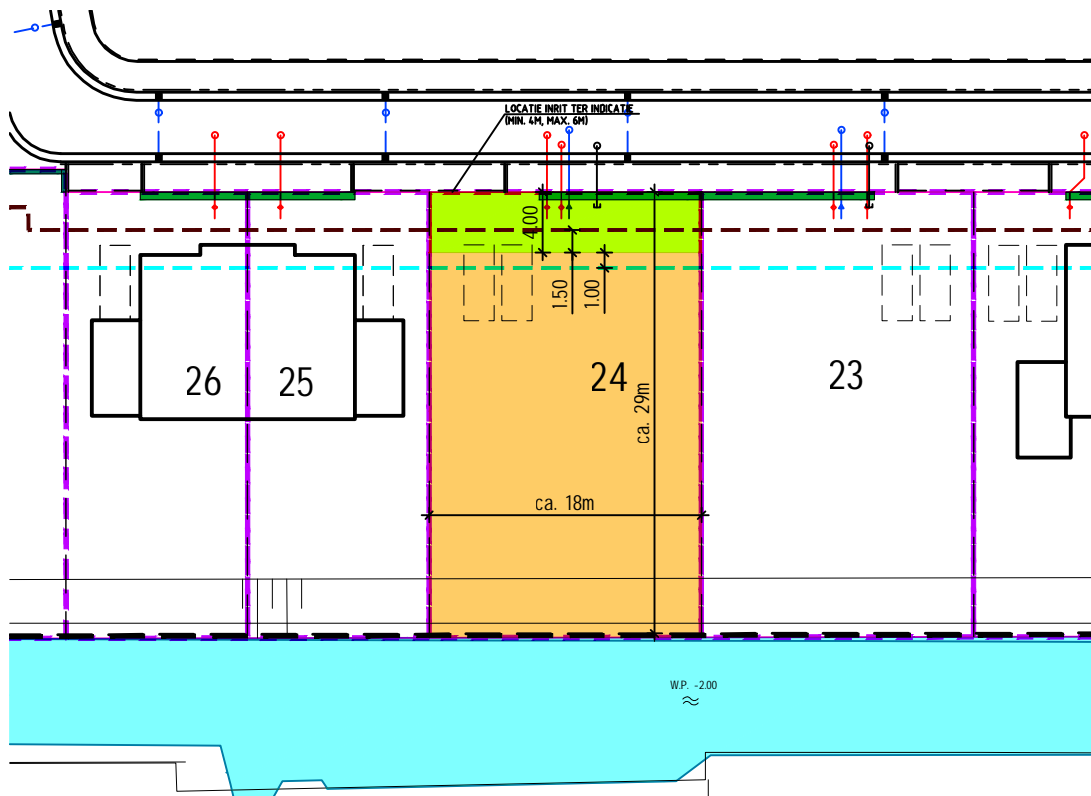 LOCATIE INRIT TER INDICATIE
(MIN. 4M, MAX. 6M)
4.00
1.50
1.00
26
25
24
23
ca. 29m
ca. 18m
W.P. -2.00